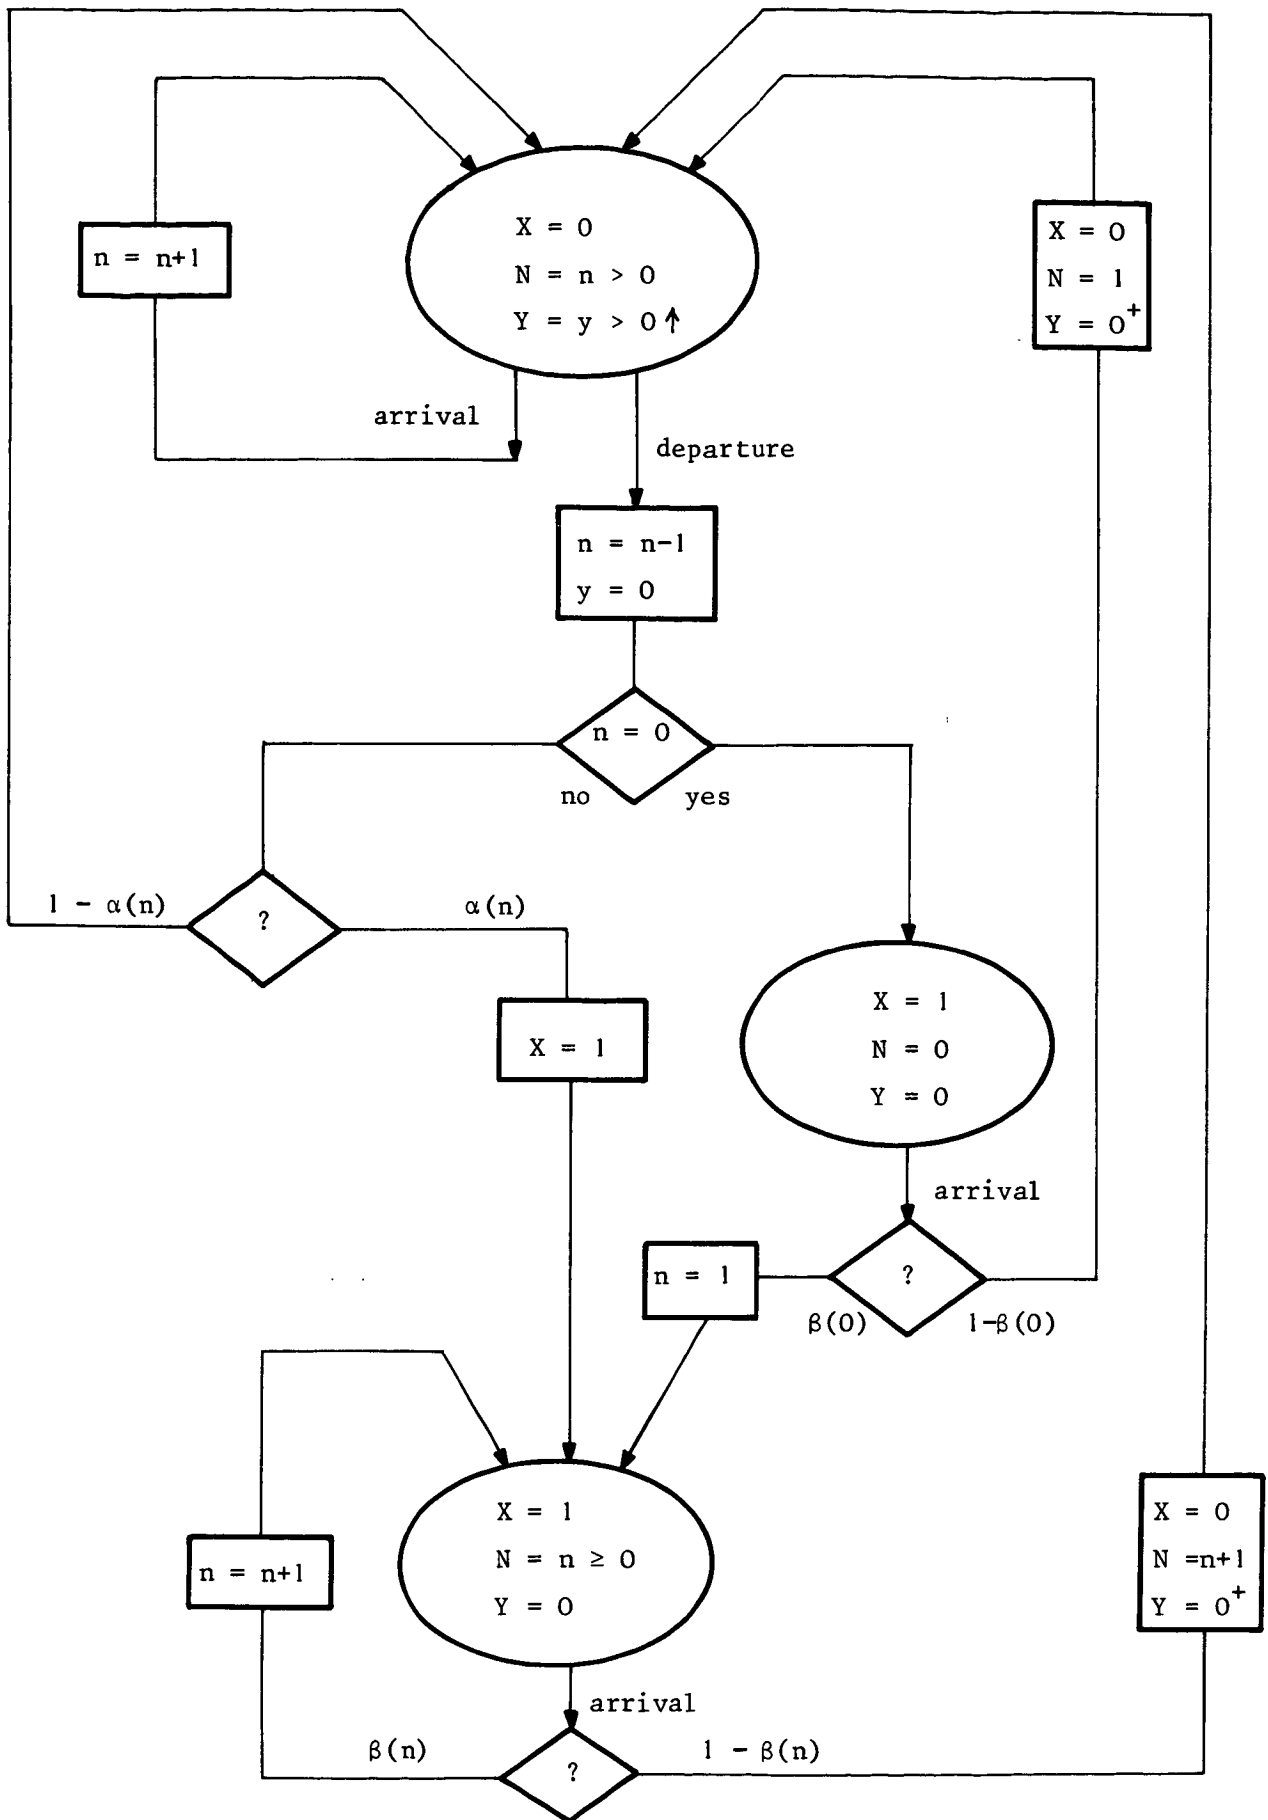 X = 0
N = n > 0
Y = y > 0↑
n = n+1
X = 0
N = 1
Y = 0⁺
arrival
departure
n = n-1
y = 0
n = 0
no
yes
1 - α(n)
?
α(n)
X = 1
X = 1
N = 0
Y = 0
arrival
n = 1
?
β(0)
1-β(0)
X = 1
N = n ≥ 0
Y = 0
n = n+1
X = 0
N =n+1
Y = 0⁺
arrival
β(n)
?
1 - β(n)